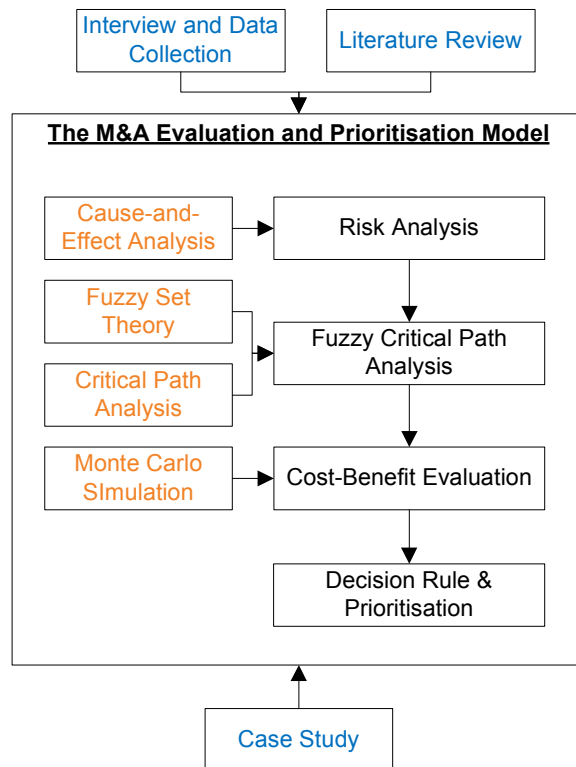 Interview and Data
Collection
Literature Review
The M&A Evaluation and Prioritisation Model
Cause-and-
Effect Analysis
Risk Analysis
Fuzzy Set
Theory
Fuzzy Critical Path
Analysis
Critical Path
Analysis
Monte Carlo
SImulation
Cost-Benefit Evaluation
Decision Rule &
Prioritisation
Case Study